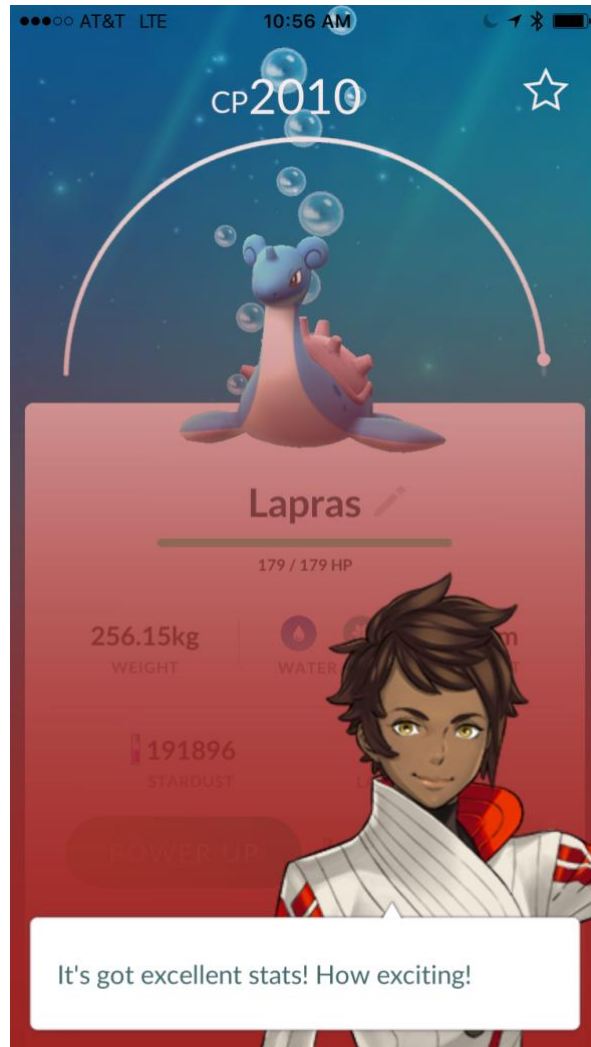 AT&T LTE 10:56 AM
CP2010
Lapras
179 / 179 HP
256.15kg
WEIGHT
WATER
191896
STARDUST
POWER UP
It's got excellent stats! How exciting!